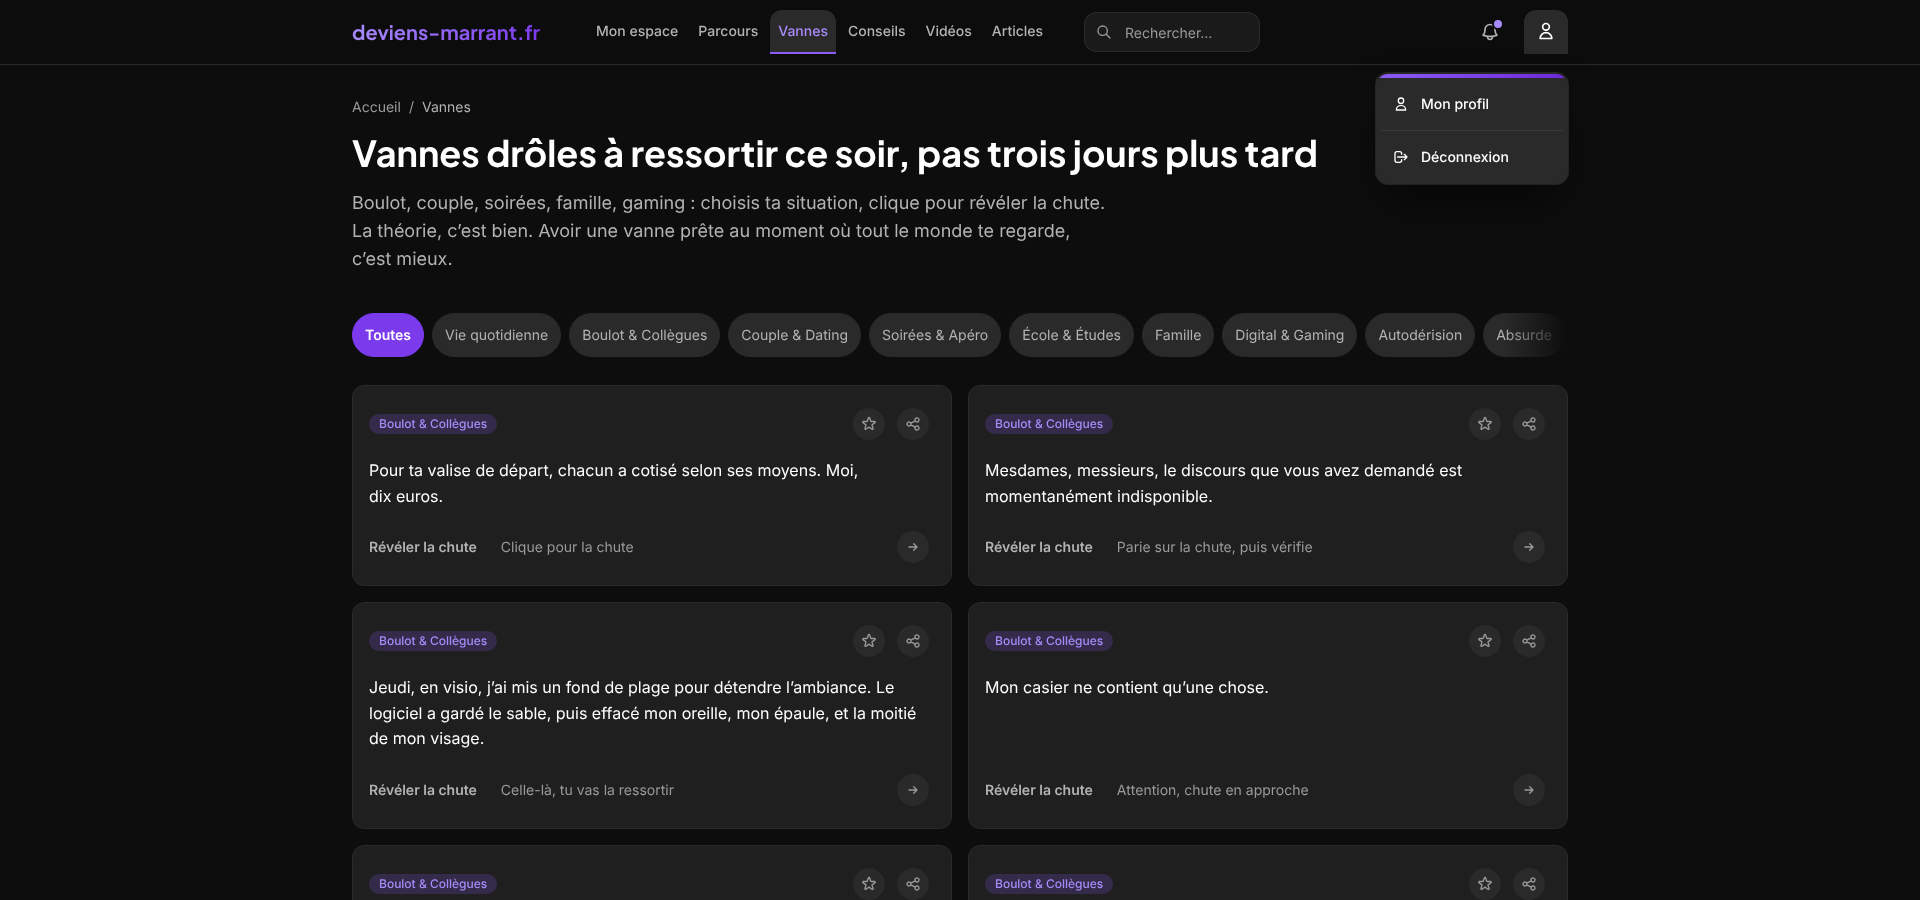 deviens-marrant.fr
Mon espace
Parcours
Vannes
Conseils
Vidéos
Articles
Rechercher...
Mon profil
Déconnexion
Accueil / Vannes
Vannes drôles à ressortir ce soir, pas trois jours plus tard
Boulot, couple, soirées, famille, gaming : choisis ta situation, clique pour révéler la chute.
La théorie, c’est bien. Avoir une vanne prête au moment où tout le monde te regarde,
c’est mieux.
Toutes
Vie quotidienne
Boulot & Collègues
Couple & Dating
Soirées & Apéro
École & Études
Famille
Digital & Gaming
Autodérision
Absurde
Boulot & Collègues
Pour ta valise de départ, chacun a cotisé selon ses moyens. Moi,
dix euros.
Révéler la chute
Clique pour la chute
Boulot & Collègues
Mesdames, messieurs, le discours que vous avez demandé est
momentanément indisponible.
Révéler la chute
Parie sur la chute, puis vérifie
Boulot & Collègues
Jeudi, en visio, j’ai mis un fond de plage pour détendre l’ambiance. Le
logiciel a gardé le sable, puis effacé mon oreille, mon épaule, et la moitié
de mon visage.
Révéler la chute
Celle-là, tu vas la ressortir
Boulot & Collègues
Mon casier ne contient qu’une chose.
Révéler la chute
Attention, chute en approche
Boulot & Collègues
Boulot & Collègues